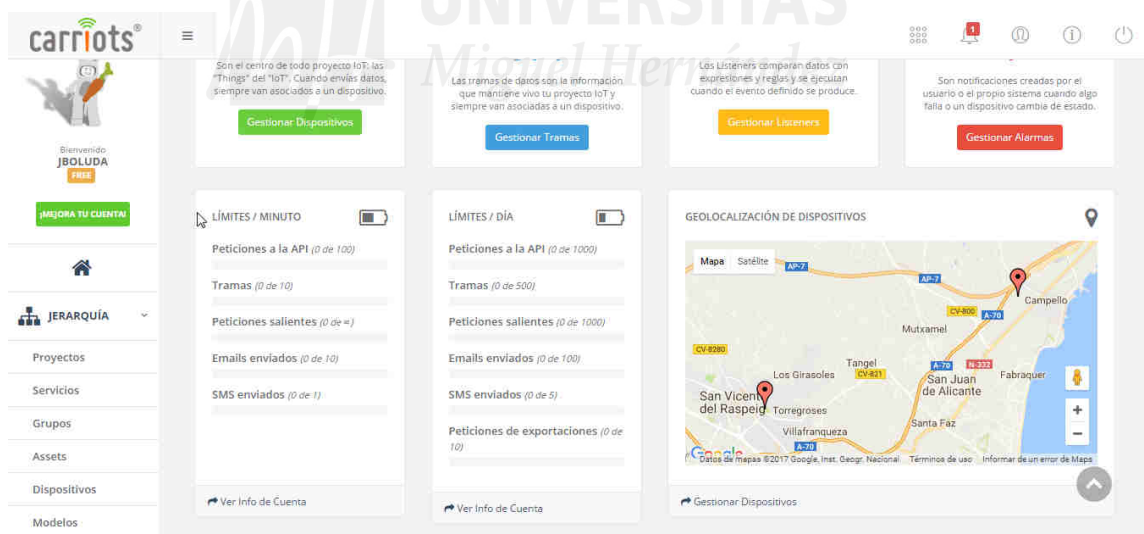 UNIVERSITAS
Miguel Hernández
carriots®
1
Bienvenido
JBOLUDA
FREE
¡MEJORA TU CUENTA!
JERARQUÍA
Proyectos
Servicios
Grupos
Assets
Dispositivos
Modelos
Son el centro de todo proyecto IoT: las
"Things" del "IoT". Cuando envías datos,
siempre van asociados a un dispositivo.
Gestionar Dispositivos
Las tramas de datos son la información
que mantiene vivo tu proyecto IoT y
siempre van asociadas a un dispositivo.
Gestionar Tramas
Los Listeners comparan datos con
expresiones y reglas y se ejecutan
cuando el evento definido se produce.
Gestionar Listeners
Son notificaciones creadas por el
usuario o el propio sistema cuando algo
falla o un dispositivo cambia de estado.
Gestionar Alarmas
LÍMITES / MINUTO
Peticiones a la API (0 de 100)
Tramas (0 de 10)
Peticiones salientes (0 de ∞)
Emails enviados (0 de 10)
SMS enviados (0 de 1)
Ver Info de Cuenta
LÍMITES / DÍA
Peticiones a la API (0 de 1000)
Tramas (0 de 500)
Peticiones salientes (0 de 1000)
Emails enviados (0 de 100)
SMS enviados (0 de 5)
Peticiones de exportaciones (0 de
10)
Ver Info de Cuenta
GEOLOCALIZACIÓN DE DISPOSITIVOS
Mapa Satélite
AP-7
AP-7
Campello
CV-800
A-70
Mutxamel
CV-8280
Tangel
A-70
N-332
Los Girasoles
CV-821
San Juan
de Alicante
Fabraquer
San Vicent
del Raspeig
Torregroses
Santa Faz
Villafranqueza
A-70
+
−
Google
Datos de mapas ©2017 Google, Inst. Geogr. Nacional Términos de uso Informar de un error de Maps
Gestionar Dispositivos